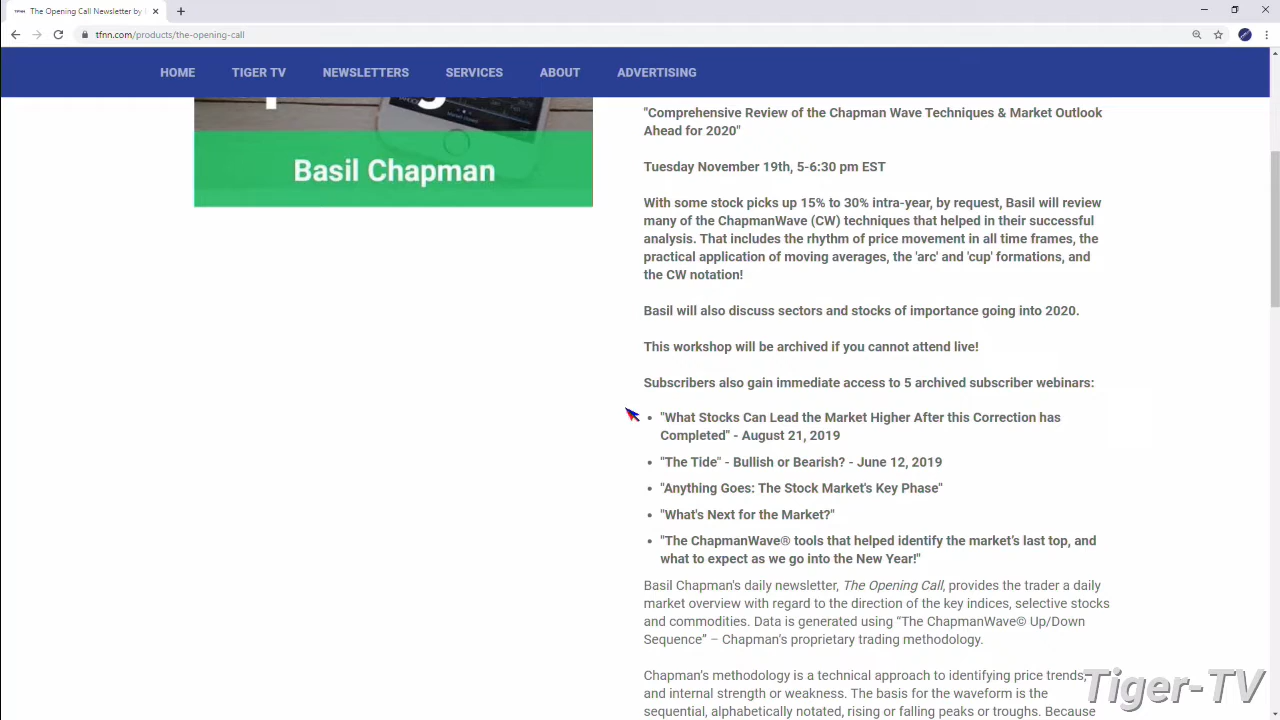 The Opening Call Newsletter by
tfnn.com/products/the-opening-call
HOME TIGER TV NEWSLETTERS SERVICES ABOUT ADVERTISING
Basil Chapman
"Comprehensive Review of the Chapman Wave Techniques & Market Outlook
Ahead for 2020"
Tuesday November 19th, 5-6:30 pm EST
With some stock picks up 15% to 30% intra-year, by request, Basil will review
many of the ChapmanWave (CW) techniques that helped in their successful
analysis. That includes the rhythm of price movement in all time frames, the
practical application of moving averages, the 'arc' and 'cup' formations, and
the CW notation!
Basil will also discuss sectors and stocks of importance going into 2020.
This workshop will be archived if you cannot attend live!
Subscribers also gain immediate access to 5 archived subscriber webinars:
• "What Stocks Can Lead the Market Higher After this Correction has
Completed" - August 21, 2019
• "The Tide" - Bullish or Bearish? - June 12, 2019
• "Anything Goes: The Stock Market's Key Phase"
• "What's Next for the Market?"
• "The ChapmanWave® tools that helped identify the market's last top, and
what to expect as we go into the New Year!"
Basil Chapman's daily newsletter, The Opening Call, provides the trader a daily
market overview with regard to the direction of the key indices, selective stocks
and commodities. Data is generated using “The ChapmanWave© Up/Down
Sequence” – Chapman’s proprietary trading methodology.
Chapman’s methodology is a technical approach to identifying price trends,
and internal strength or weakness. The basis for the waveform is the
sequential, alphabetically notated, rising or falling peaks or troughs. Because
Tiger-TV